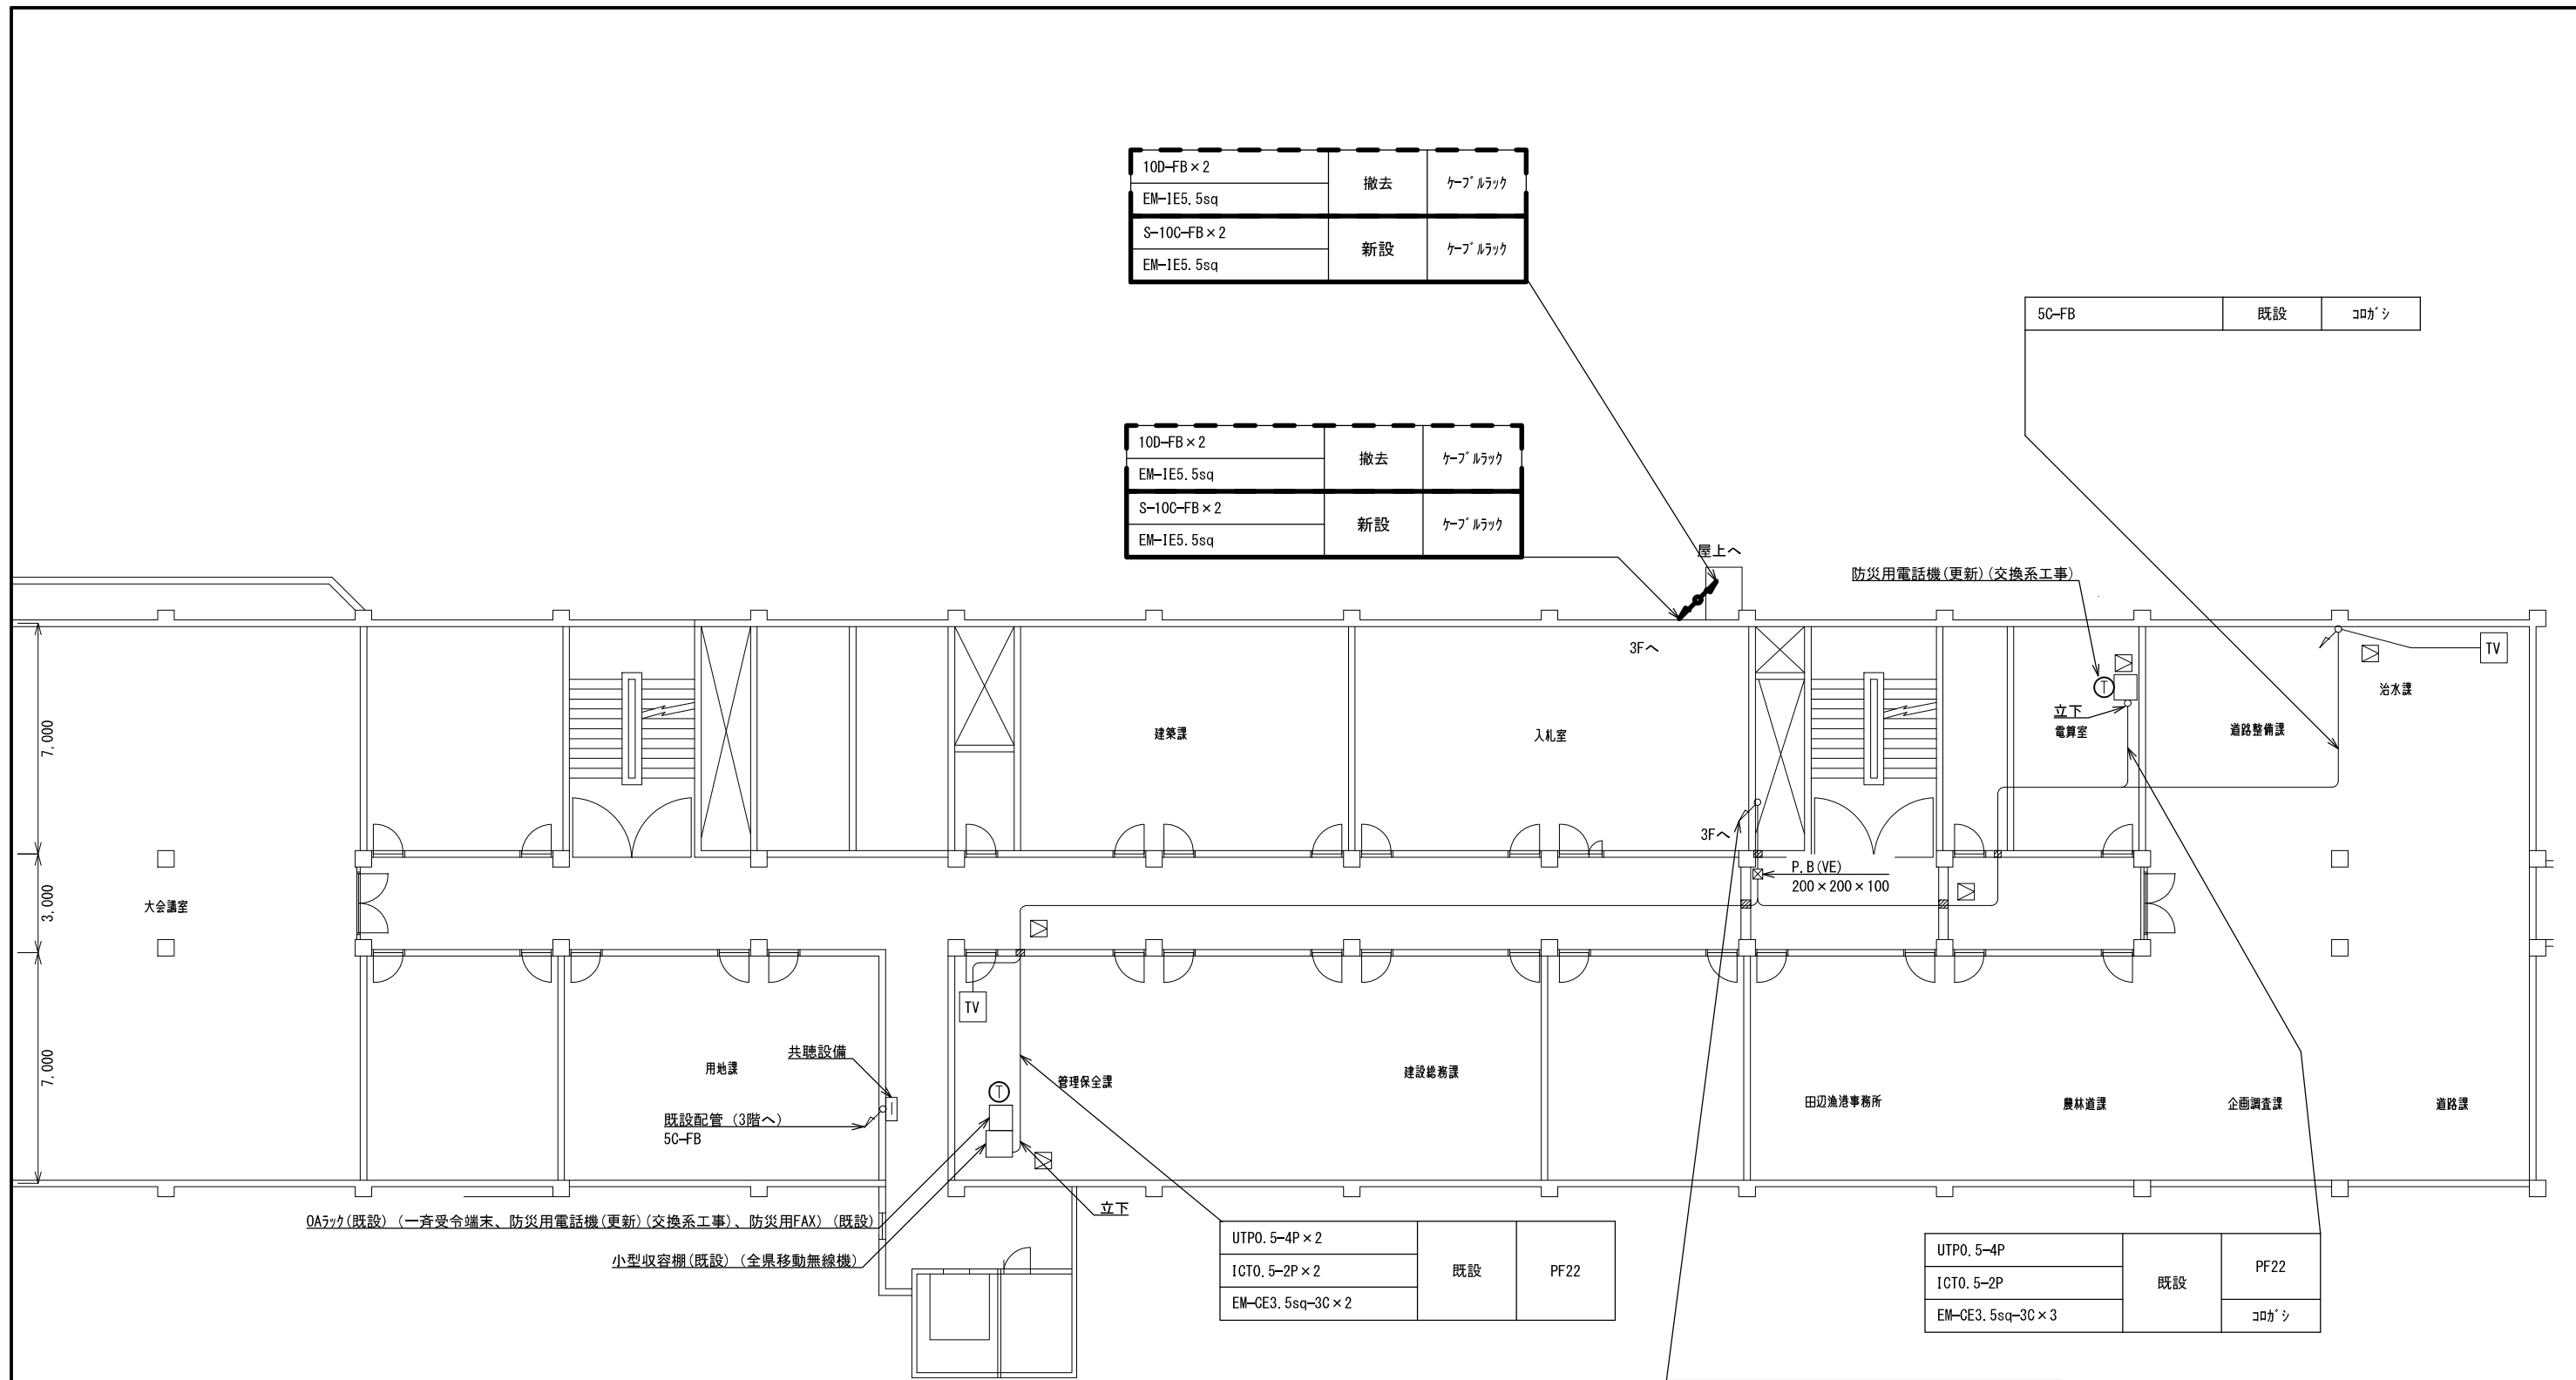 10D-FB×2
撤去
ｹｰﾌﾞﾙﾗｯｸ
EM-IE5.5sq
S-10C-FB×2
新設
ｹｰﾌﾞﾙﾗｯｸ
EM-IE5.5sq
5C-FB
既設
ｺﾛｶﾞｼ
10D-FB×2
撤去
ｹｰﾌﾞﾙﾗｯｸ
EM-IE5.5sq
S-10C-FB×2
新設
ｹｰﾌﾞﾙﾗｯｸ
EM-IE5.5sq
屋上へ
防災用電話機(更新)(交換系工事)
3Fへ
TV
T
治水課
立下
電算室
道路整備課
建築課
入札室
7,000
3Fへ
P.B(VE)
200×200×100
大会議室
3,000
TV
共聴設備
用地課
管理保全課
建設総務課
T
7,000
田辺漁港事務所
農林道課
企画調査課
道路課
既設配管 (3階へ)
5C-FB
立下
OAﾗｯｸ(既設) (一斉受令端末、防災用電話機(更新)(交換系工事)、防災用FAX) (既設)
小型収容棚(既設) (全県移動無線機)
UTP0.5-4P×2
ICT0.5-2P×2
既設
PF22
EM-CE3.5sq-3C×2
UTP0.5-4P
PF22
ICT0.5-2P
既設
EM-CE3.5sq-3C×3
ｺﾛｶﾞｼ